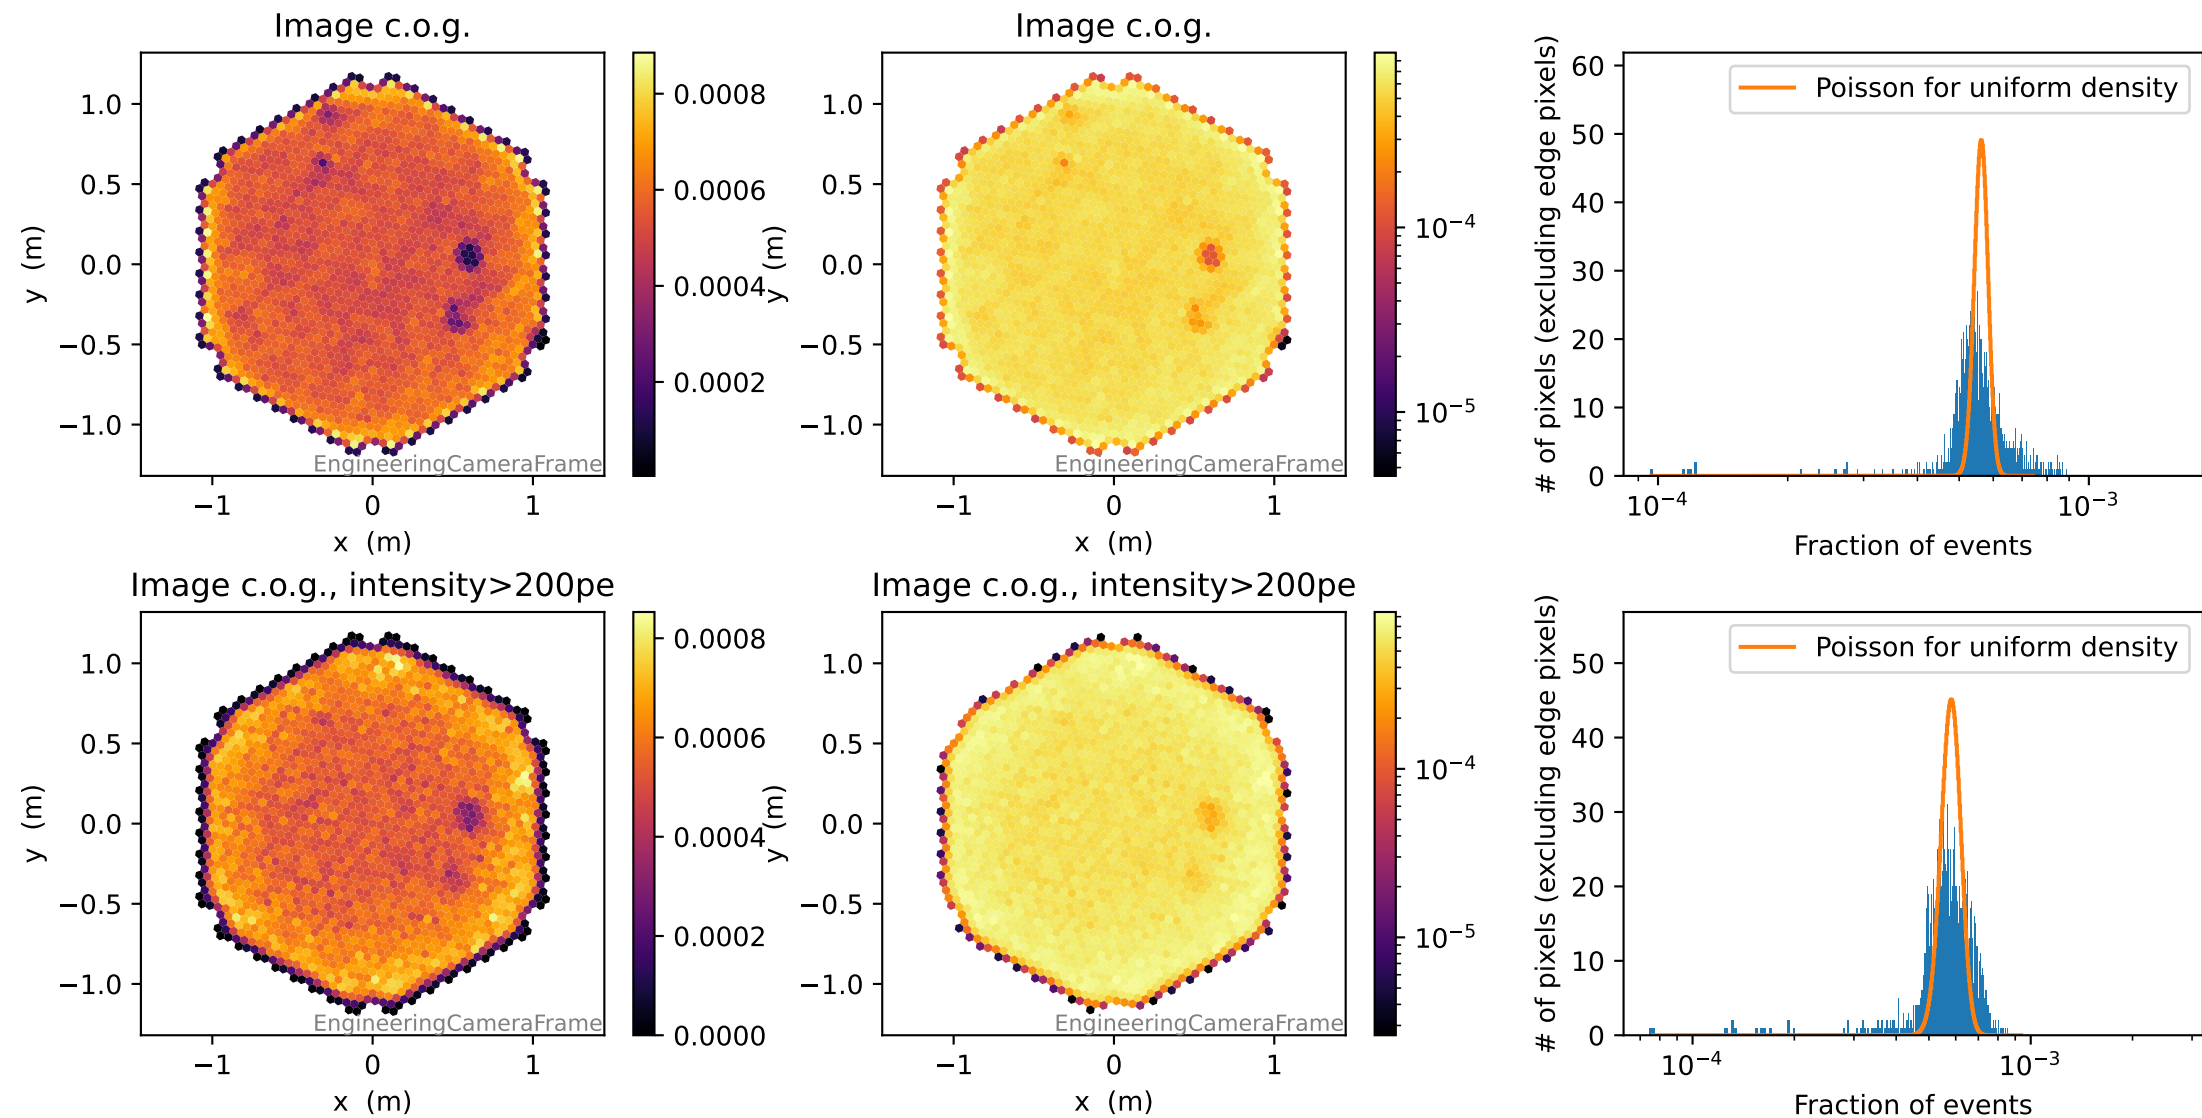 Image c.o.g.
1.0
0.5
0.0
−0.5
−1.0
y (m)
−1
0
1
x (m)
EngineeringCameraFrame
0.0008
0.0006
0.0004
0.0002
Image c.o.g.
1.0
0.5
0.0
−0.5
−1.0
y (m)
−1
0
1
x (m)
EngineeringCameraFrame
10⁻⁴
10⁻⁵
# of pixels (excluding edge pixels)
60
50
40
30
20
10
0
Poisson for uniform density
10⁻⁴
10⁻³
Fraction of events
Image c.o.g., intensity>200pe
1.0
0.5
0.0
−0.5
−1.0
y (m)
−1
0
1
x (m)
EngineeringCameraFrame
0.0008
0.0006
0.0004
0.0002
0.0000
Image c.o.g., intensity>200pe
1.0
0.5
0.0
−0.5
−1.0
y (m)
−1
0
1
x (m)
EngineeringCameraFrame
10⁻⁴
10⁻⁵
# of pixels (excluding edge pixels)
50
40
30
20
10
0
Poisson for uniform density
10⁻⁴
10⁻³
Fraction of events